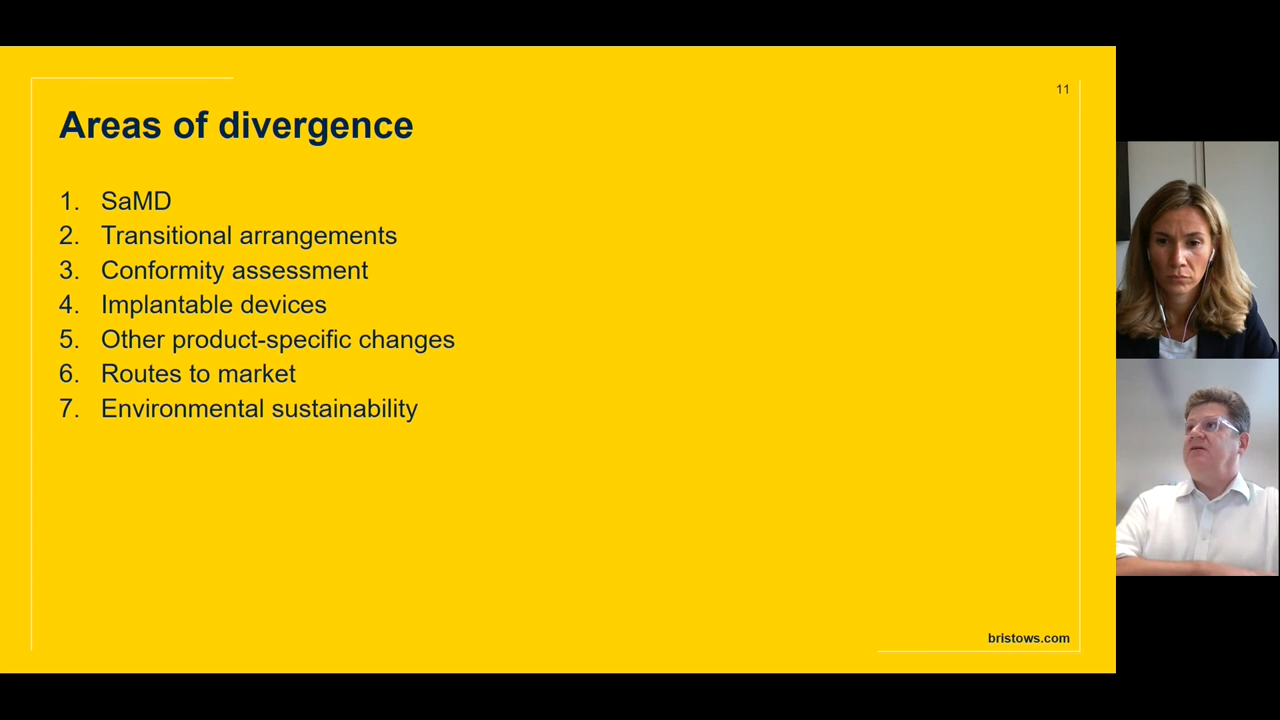 11
Areas of divergence
1. SaMD
2. Transitional arrangements
3. Conformity assessment
4. Implantable devices
5. Other product-specific changes
6. Routes to market
7. Environmental sustainability
bristows.com